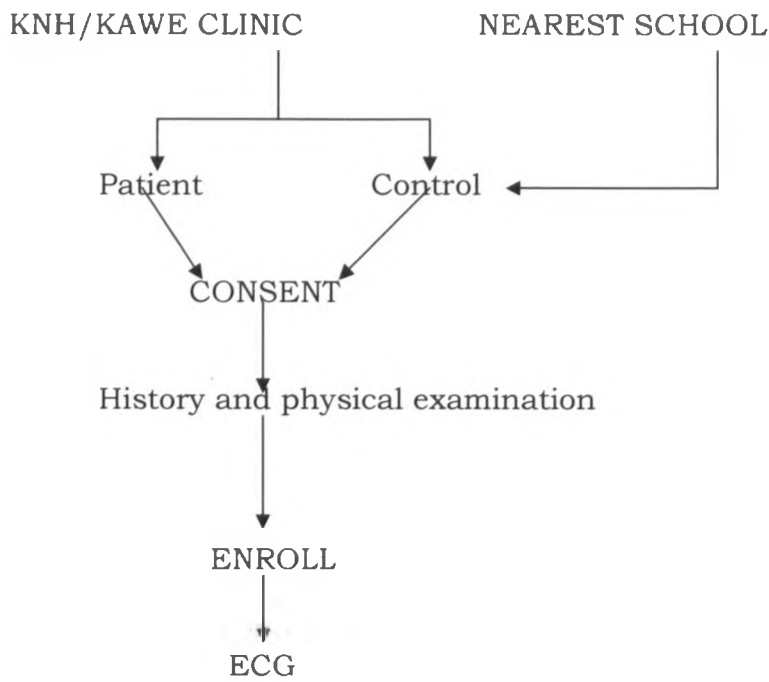 KNH/KAWE CLINIC NEAREST SCHOOL
Patient Control
CONSENT
History and physical examination
ENROLL
ECG